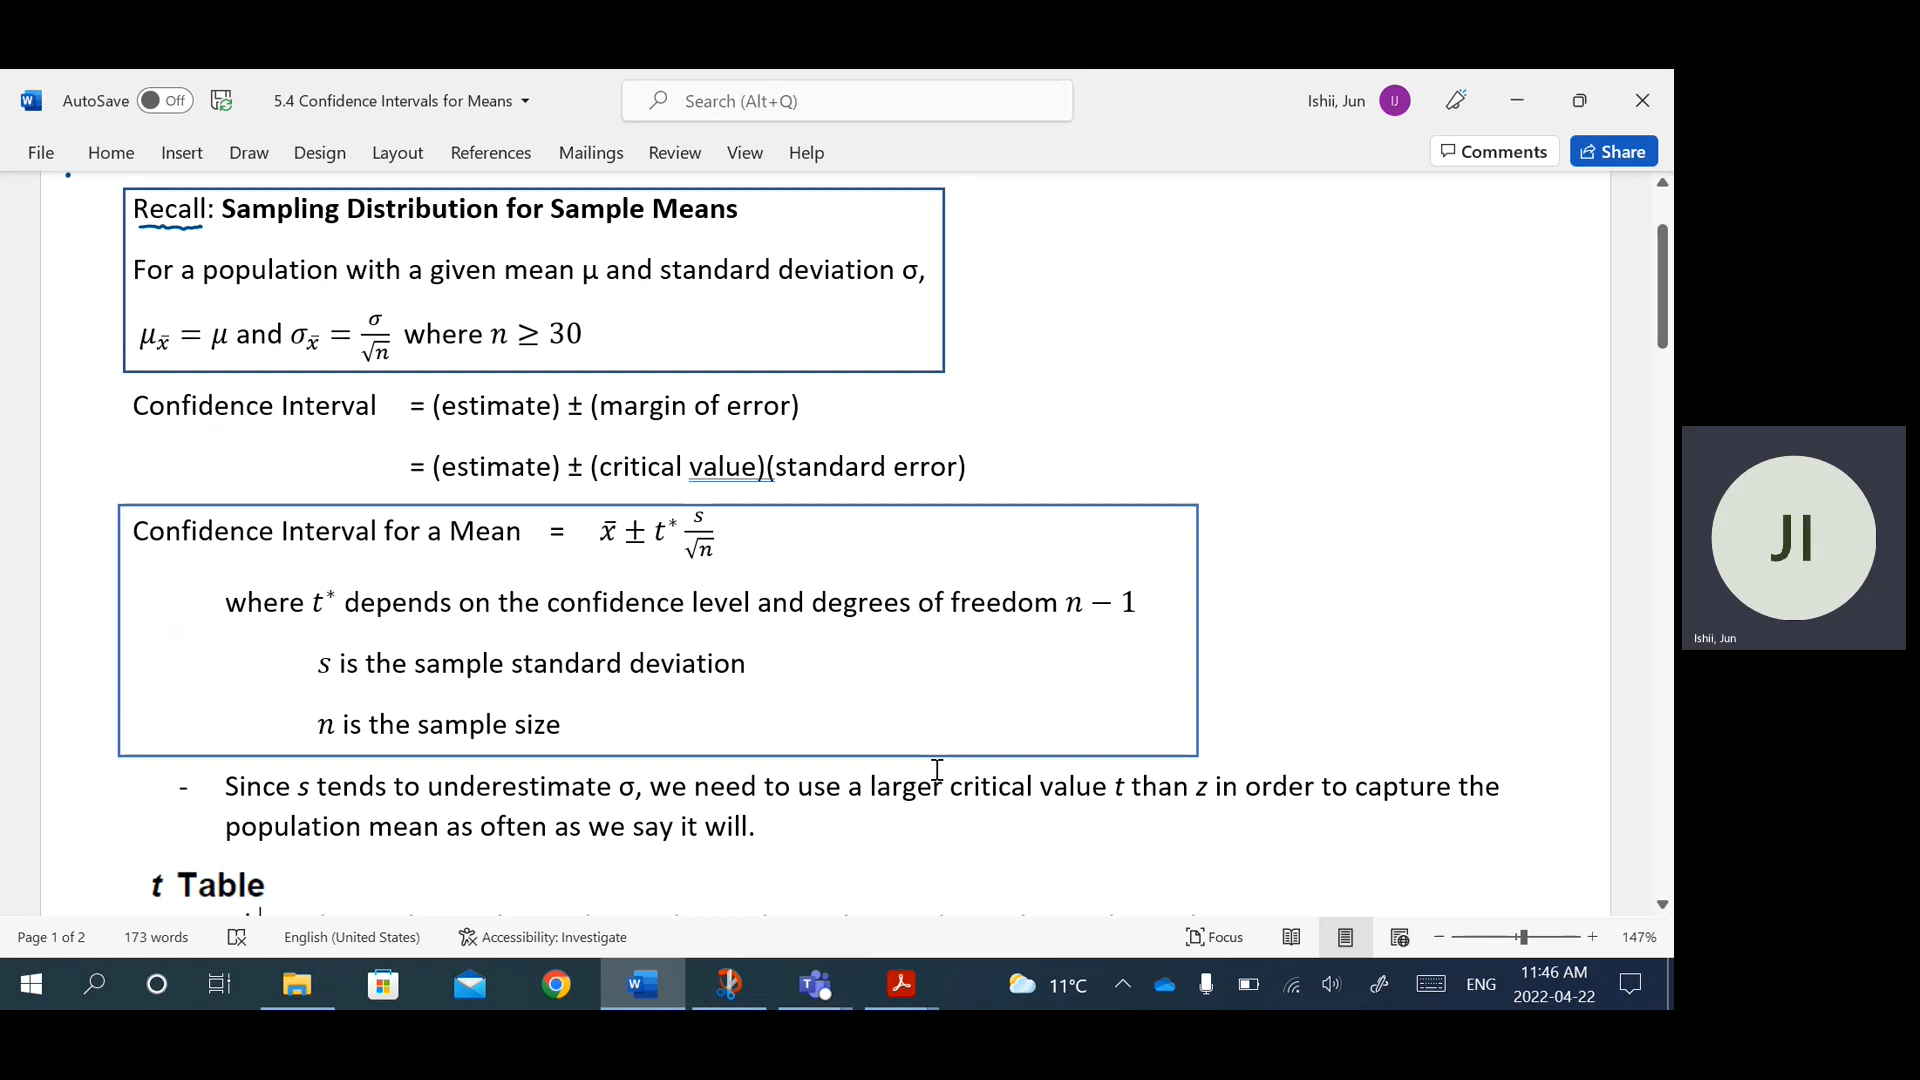 AutoSave Off 5.4 Confidence Intervals for Means Search (Alt+Q) Ishii, Jun IJ
File Home Insert Draw Design Layout References Mailings Review View Help Comments Share
Recall: Sampling Distribution for Sample Means
For a population with a given mean μ and standard deviation σ,
μ_x̄ = μ and σ_x̄ = σ/√n where n ≥ 30
Confidence Interval = (estimate) ± (margin of error)
= (estimate) ± (critical value)(standard error)
Confidence Interval for a Mean = x̄ ± t* s/√n
where t* depends on the confidence level and degrees of freedom n − 1
s is the sample standard deviation
n is the sample size
- Since s tends to underestimate σ, we need to use a larger critical value t than z in order to capture the
population mean as often as we say it will.
t Table
JI
Ishii, Jun
Page 1 of 2 173 words English (United States) Accessibility: Investigate Focus 147%
11°C ENG 11:46 AM
2022-04-22